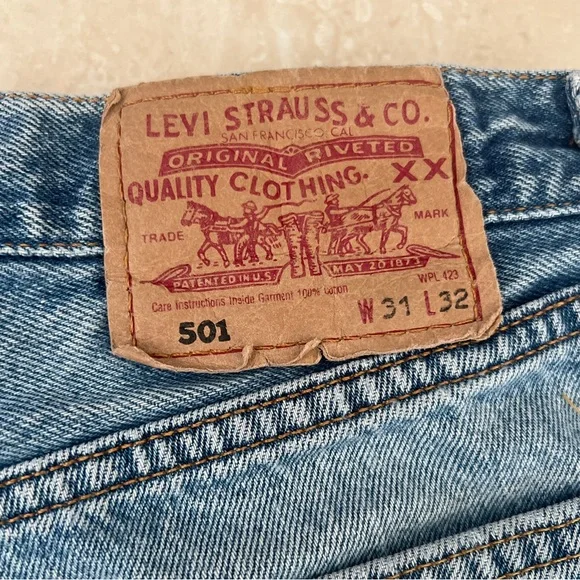 LEVI STRAUSS & CO.
SAN FRANCISCO CAL
ORIGINAL RIVETED
QUALITY CLOTHING. XX
TRADE MARK
PATENTED IN U.S. MAY 20 1873
WPL 423
Care Instructions Inside Garment 100% Cotton
501 W 31 L 32